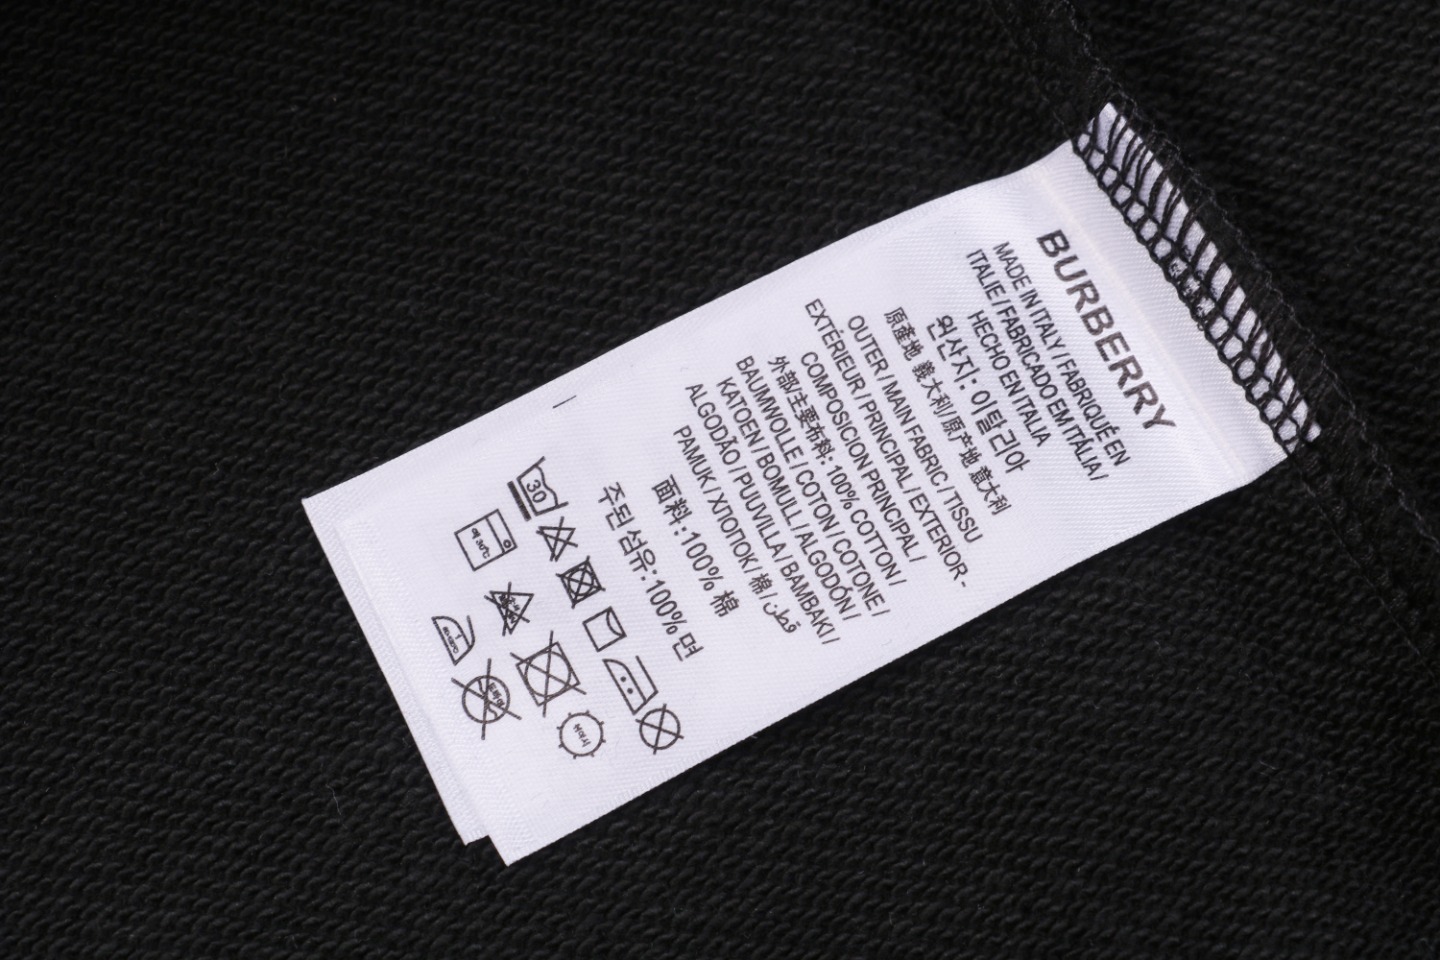 BURBERRY
MADE IN ITALY / FABRIQUÉ EN
ITALIE / FABRICADO EM ITÁLIA /
HECHO EN ITALIA
원산지: 이탈리아
原產地 義大利/原产地 意大利
OUTER / MAIN FABRIC / TISSU
EXTÉRIEUR / PRINCIPAL / EXTERIOR -
COMPOSICION PRINCIPAL /
外部/主要布料: 100% COTTON /
BAUMWOLLE / COTON / COTONE /
KATOEN / BOMULL / ALGODÓN /
ALGODÃO / PUUVILLA / BAMBAKI /
PAMUK / ХЛОПОК / 棉 / قطن
面料:100% 棉
주된 섬유:100% 면
30
약 30℃